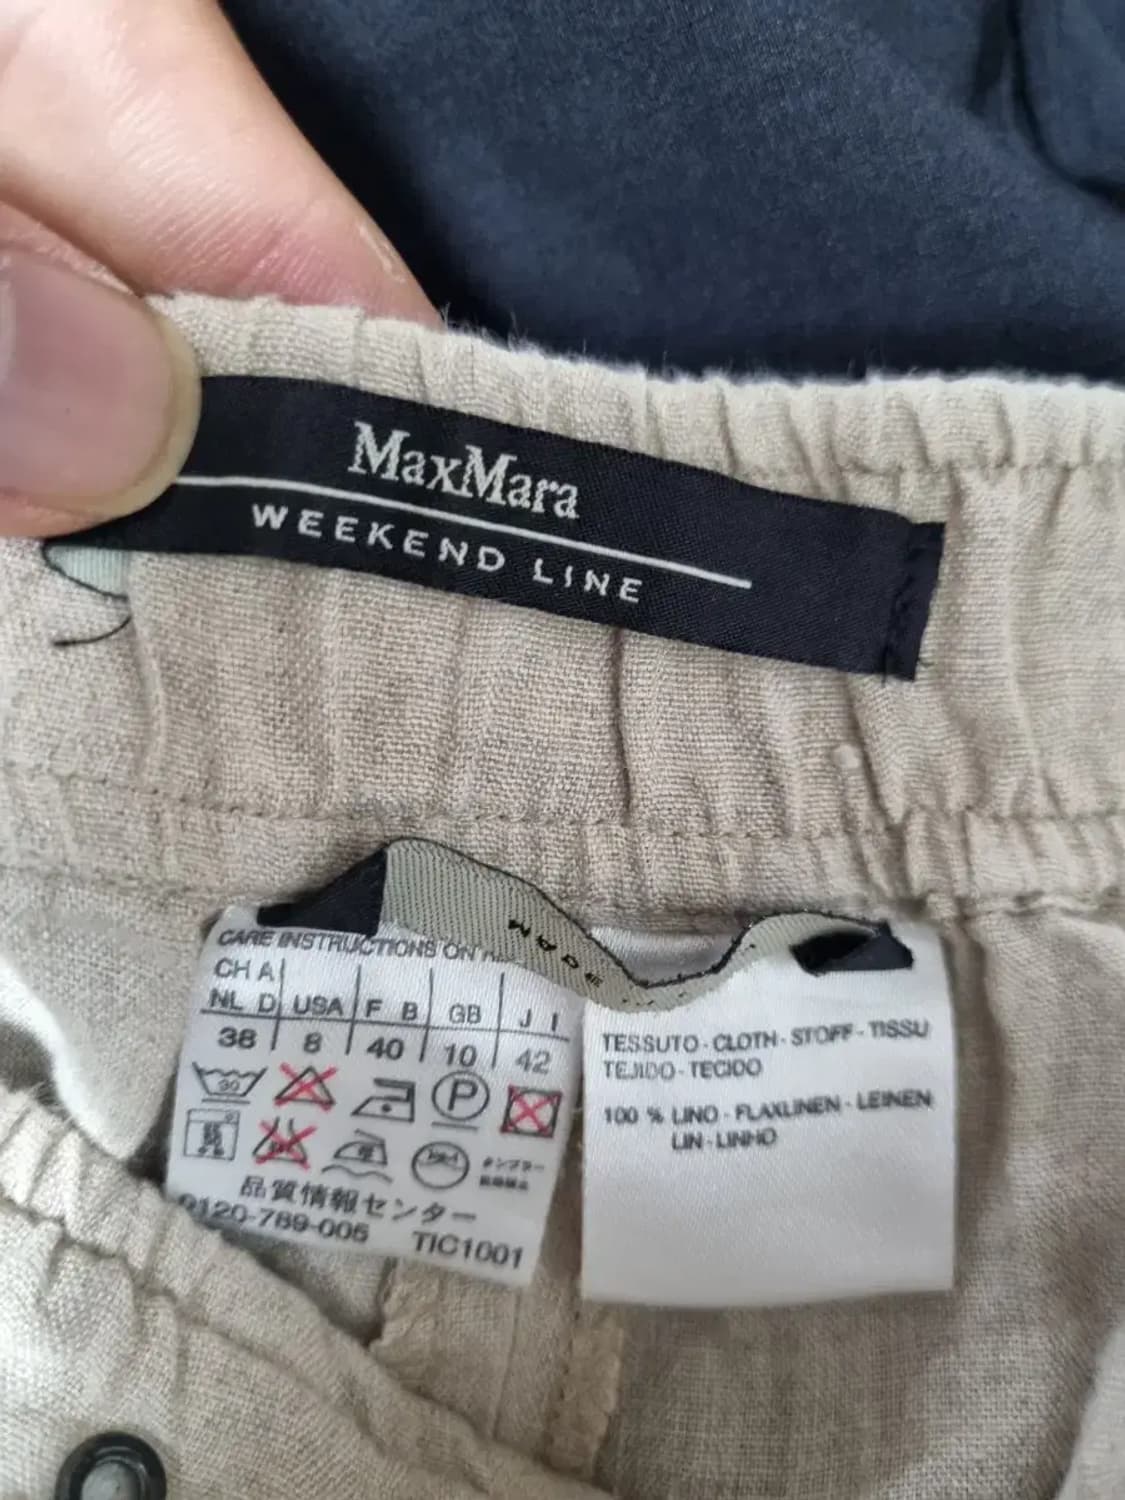 MaxMara
WEEKEND LINE
MADE
CARE INSTRUCTIONS ON
CH A
NL D USA F B GB J I
38 8 40 10 42
30 P
品質情報センター
0120-789-005 TIC1001
TESSUTO - CLOTH - STOFF - TISSU
TEJIDO - TECIDO
100 % LINO - FLAXLINEN - LEINEN
LIN - LINHO